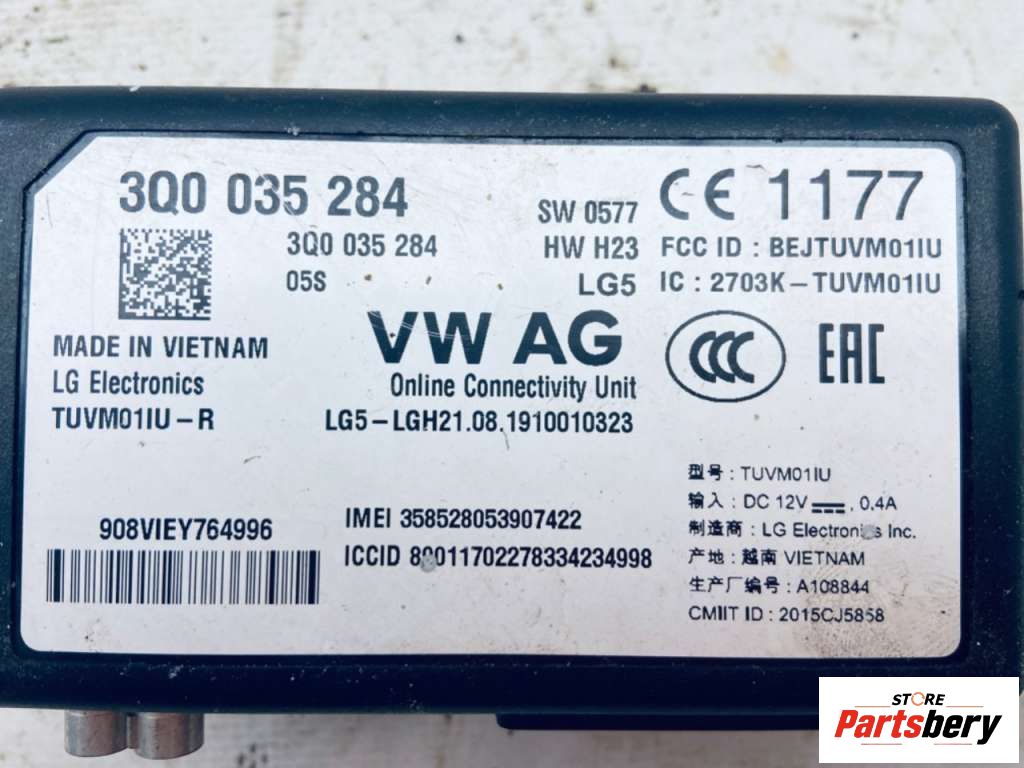 3Q0 035 284
3Q0 035 284
05S
SW 0577
HW H23
LG5
CE 1177
FCC ID : BEJTUVM01IU
IC : 2703K-TUVM01IU
MADE IN VIETNAM
LG Electronics
TUVM01IU-R
VW AG
Online Connectivity Unit
LG5-LGH21.08.1910010323
CCC
EAC
908VIEY764996
IMEI 358528053907422
ICCID
型号 : TUVM01IU
输入 : DC 12V 0.4A
制造商 : LG Electronics Inc.
产地 : 越南 VIETNAM
生产厂编号 : A108844
CMIIT ID : 2015CJ5858
STORE
Partsbery